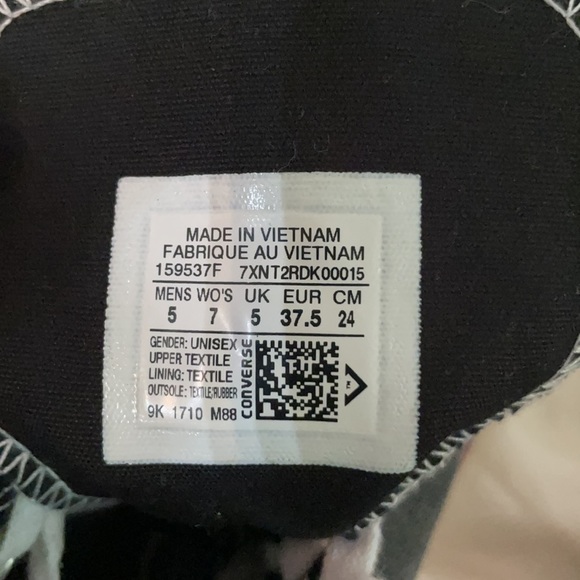 MADE IN VIETNAM
FABRIQUE AU VIETNAM
159537F 7XNT2RDK00015
MENS WO'S UK EUR CM
5 7 5 37.5 24
GENDER: UNISEX
UPPER TEXTILE
LINING: TEXTILE
OUTSOLE: TEXTILE/RUBBER
9K 1710 M88
CONVERSE
E